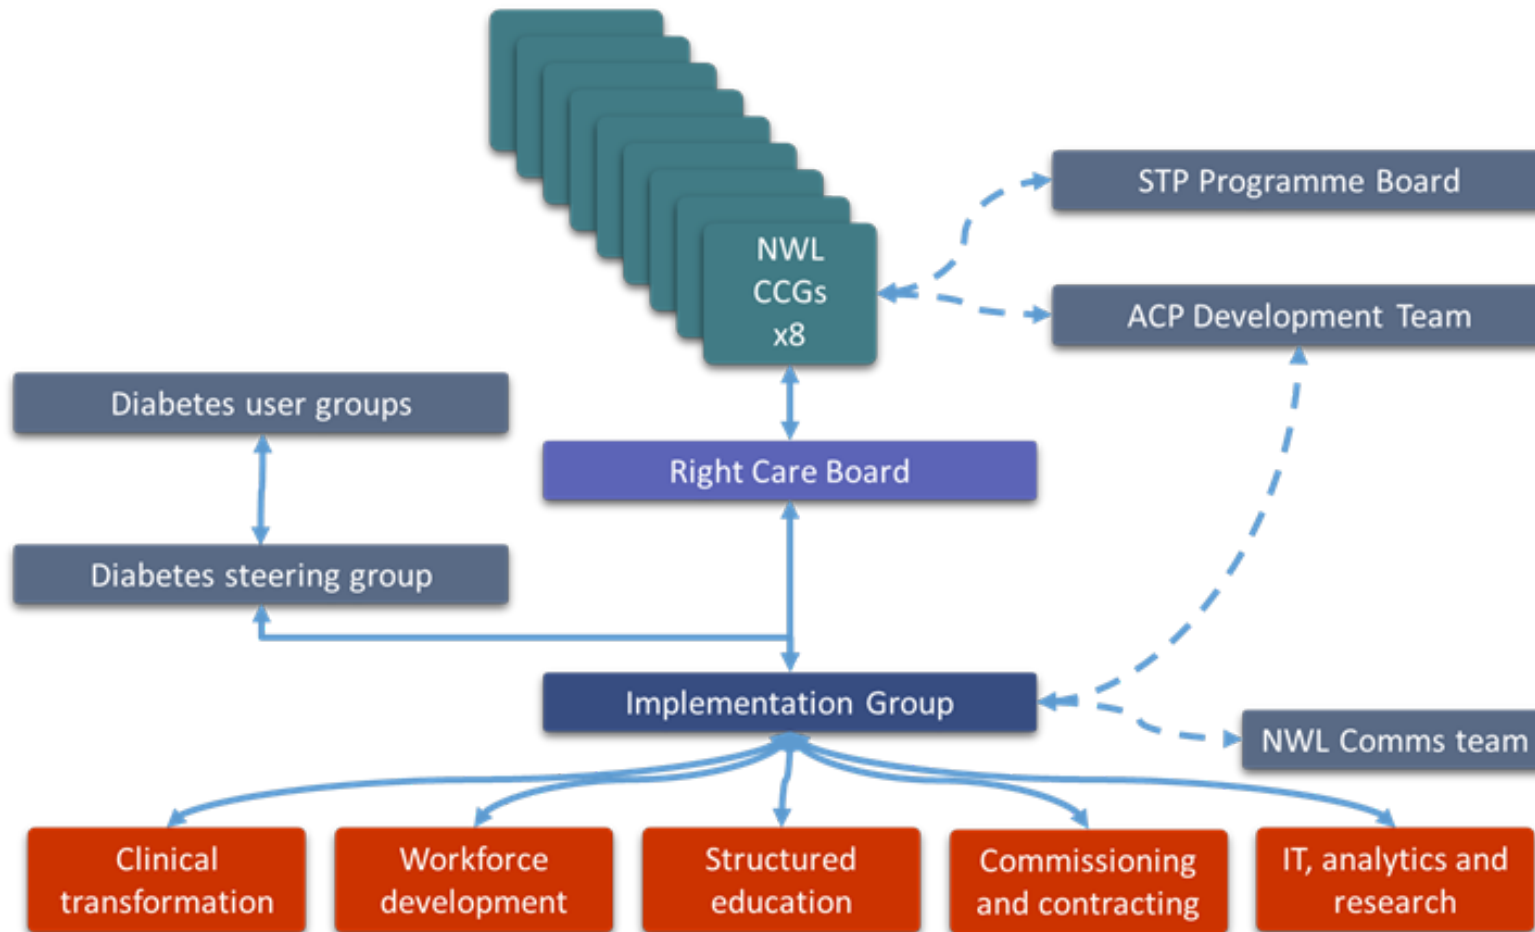 NWL
CCGs
x8
STP Programme Board
ACP Development Team
Diabetes user groups
Right Care Board
Diabetes steering group
Implementation Group
NWL Comms team
Clinical
transformation
Workforce
development
Structured
education
Commissioning
and contracting
IT, analytics and
research